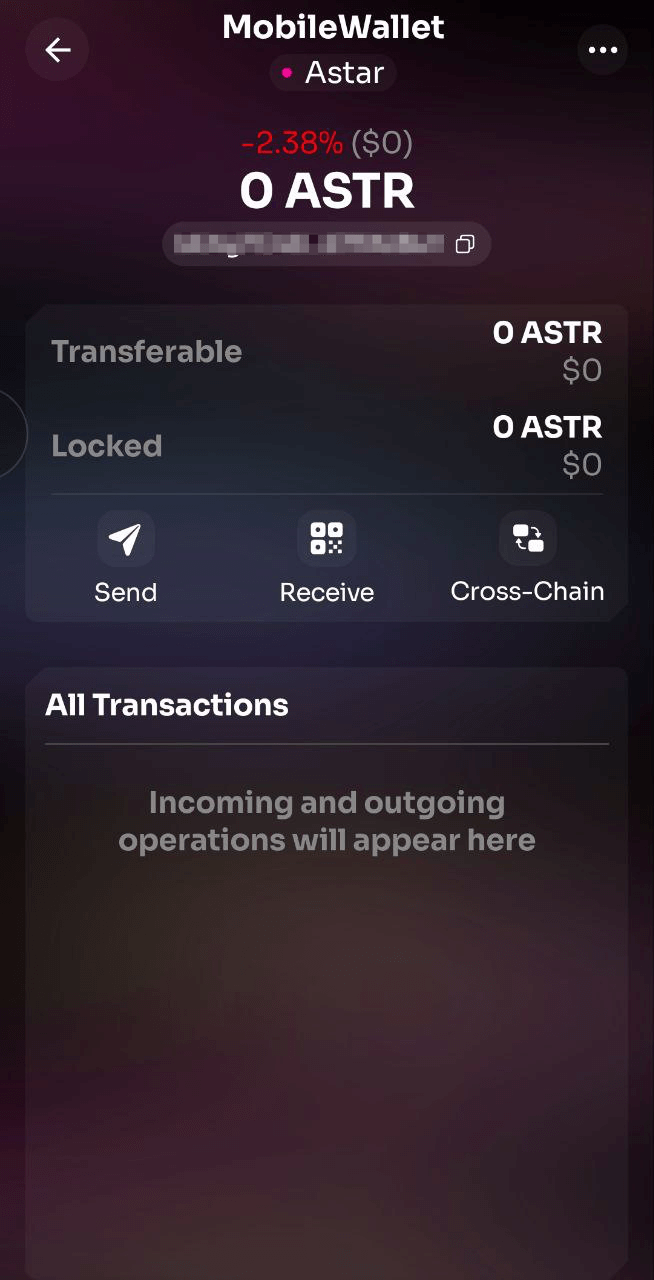 MobileWallet
Astar
-2.38% ($0)
0 ASTR
Transferable
0 ASTR
$0
Locked
0 ASTR
$0
Send
Receive
Cross-Chain
All Transactions
Incoming and outgoing
operations will appear here